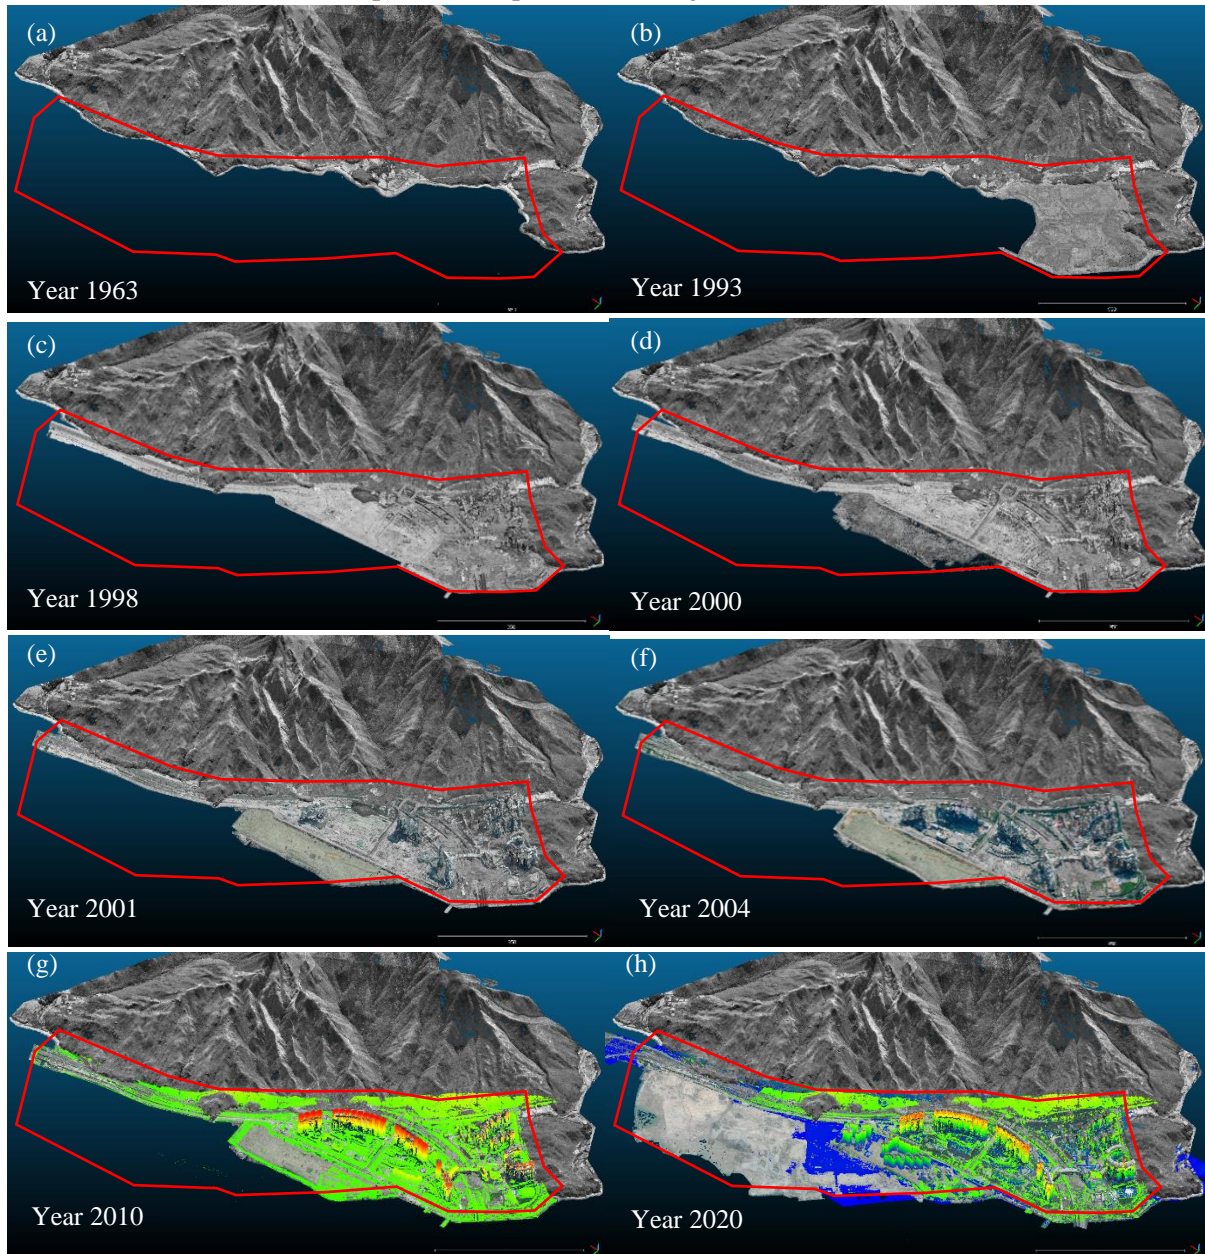 (a)
(b)
Year 1963
Year 1993
(c)
(d)
Year 1998
Year 2000
(e)
(f)
Year 2001
Year 2004
(g)
(h)
Year 2010
Year 2020